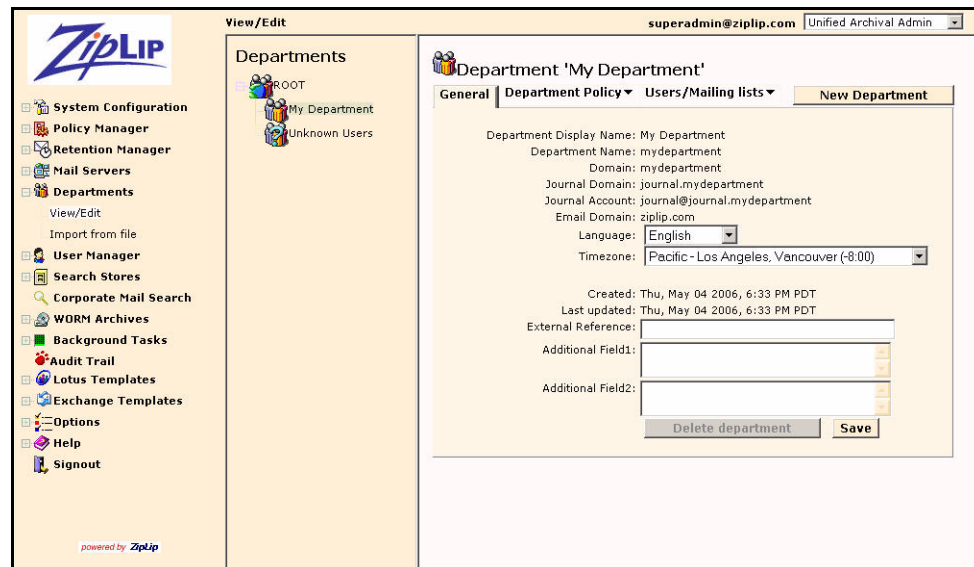 View/Edit
superadmin@ziplip.com
Unified Archival Admin
ZipLip
System Configuration
Policy Manager
Retention Manager
Mail Servers
Departments
View/Edit
Import from file
User Manager
Search Stores
Corporate Mail Search
WORM Archives
Background Tasks
Audit Trail
Lotus Templates
Exchange Templates
Options
Help
Signout
powered by ZipLip
Departments
ROOT
My Department
Unknown Users
Department 'My Department'
General Department Policy Users/Mailing lists New Department
Department Display Name: My Department
Department Name: mydepartment
Domain: mydepartment
Journal Domain: journal.mydepartment
Journal Account: journal@journal.mydepartment
Email Domain: ziplip.com
Language: English
Timezone: Pacific - Los Angeles, Vancouver (-8:00)
Created: Thu, May 04 2006, 6:33 PM PDT
Last updated: Thu, May 04 2006, 6:33 PM PDT
External Reference:
Additional Field1:
Additional Field2:
Delete department Save